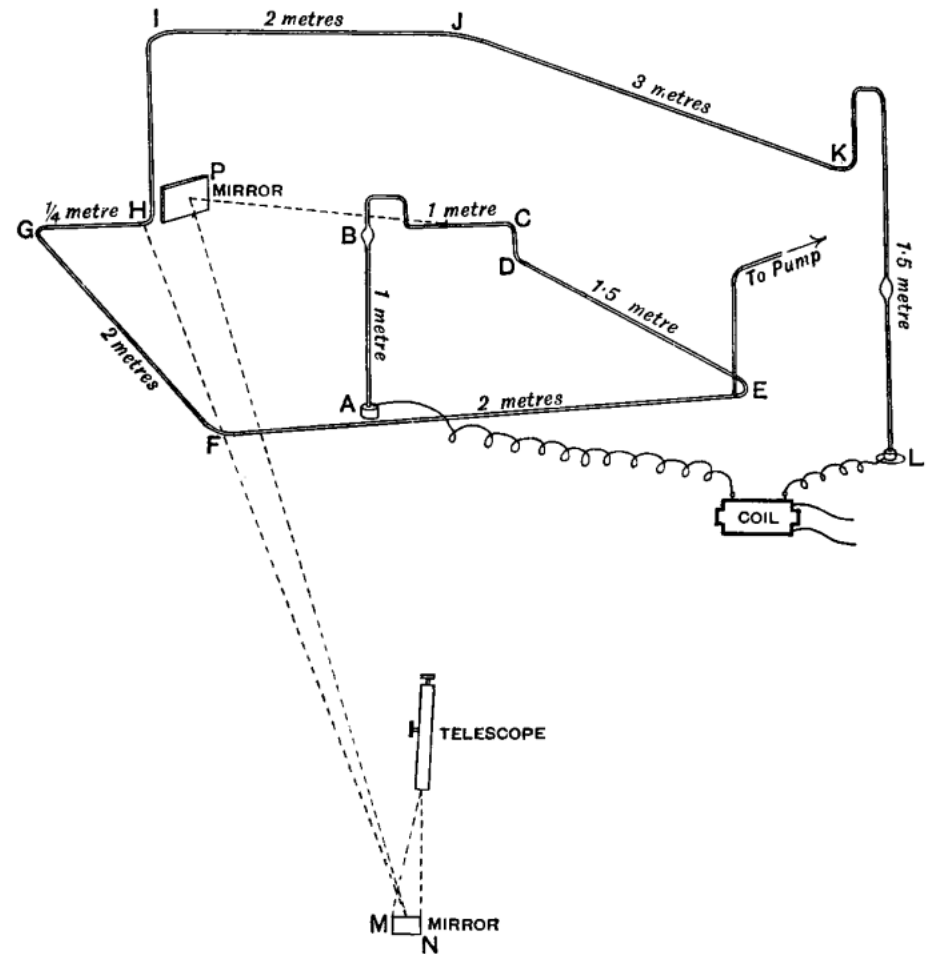 I
2 metres
J
3 metres
K
P
MIRROR
1/4 metre
H
G
B
1 metre
C
D
To Pump
1·5 metre
1·5 metre
1 metre
2 metres
A
2 metres
E
F
L
COIL
TELESCOPE
M
MIRROR
N